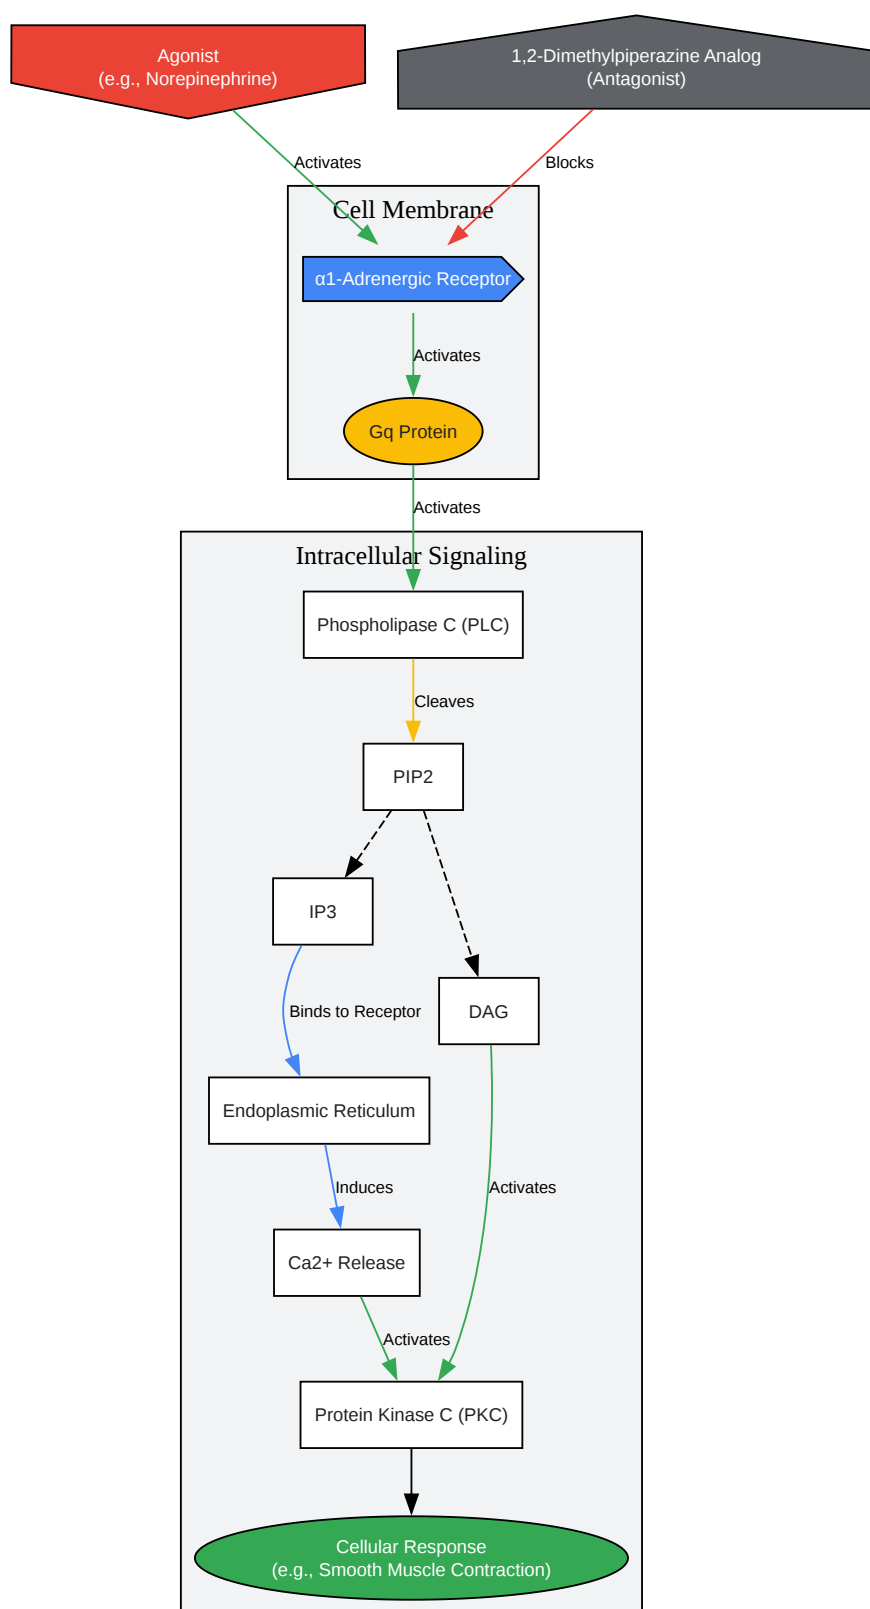 Agonist
(e.g., Norepinephrine)
1,2-Dimethylpiperazine Analog
(Antagonist)
Activates
Blocks
Cell Membrane
α1-Adrenergic Receptor
Activates
Gq Protein
Activates
Intracellular Signaling
Phospholipase C (PLC)
Cleaves
PIP2
IP3
Binds to Receptor
DAG
Endoplasmic Reticulum
Induces
Activates
Ca2+ Release
Activates
Protein Kinase C (PKC)
Cellular Response
(e.g., Smooth Muscle Contraction)